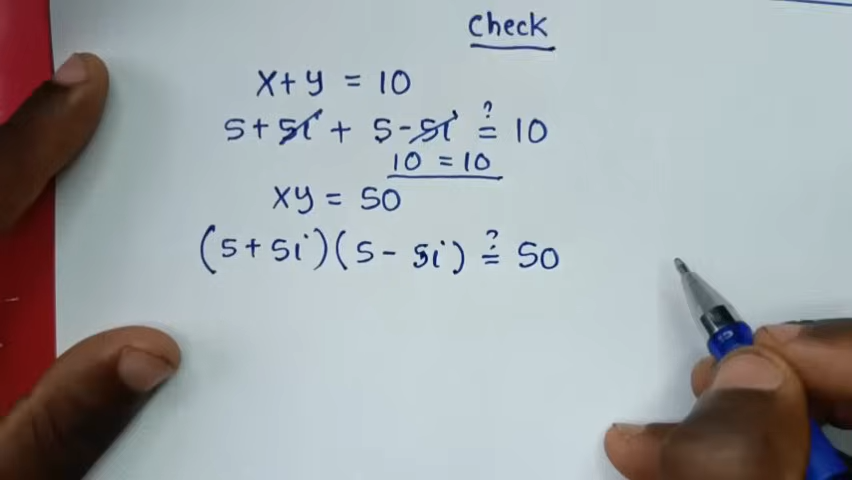 Check
x+y = 10
5+5i + 5-5i ?= 10
10 = 10
xy = 50
(5+5i)(5-5i) ?= 50